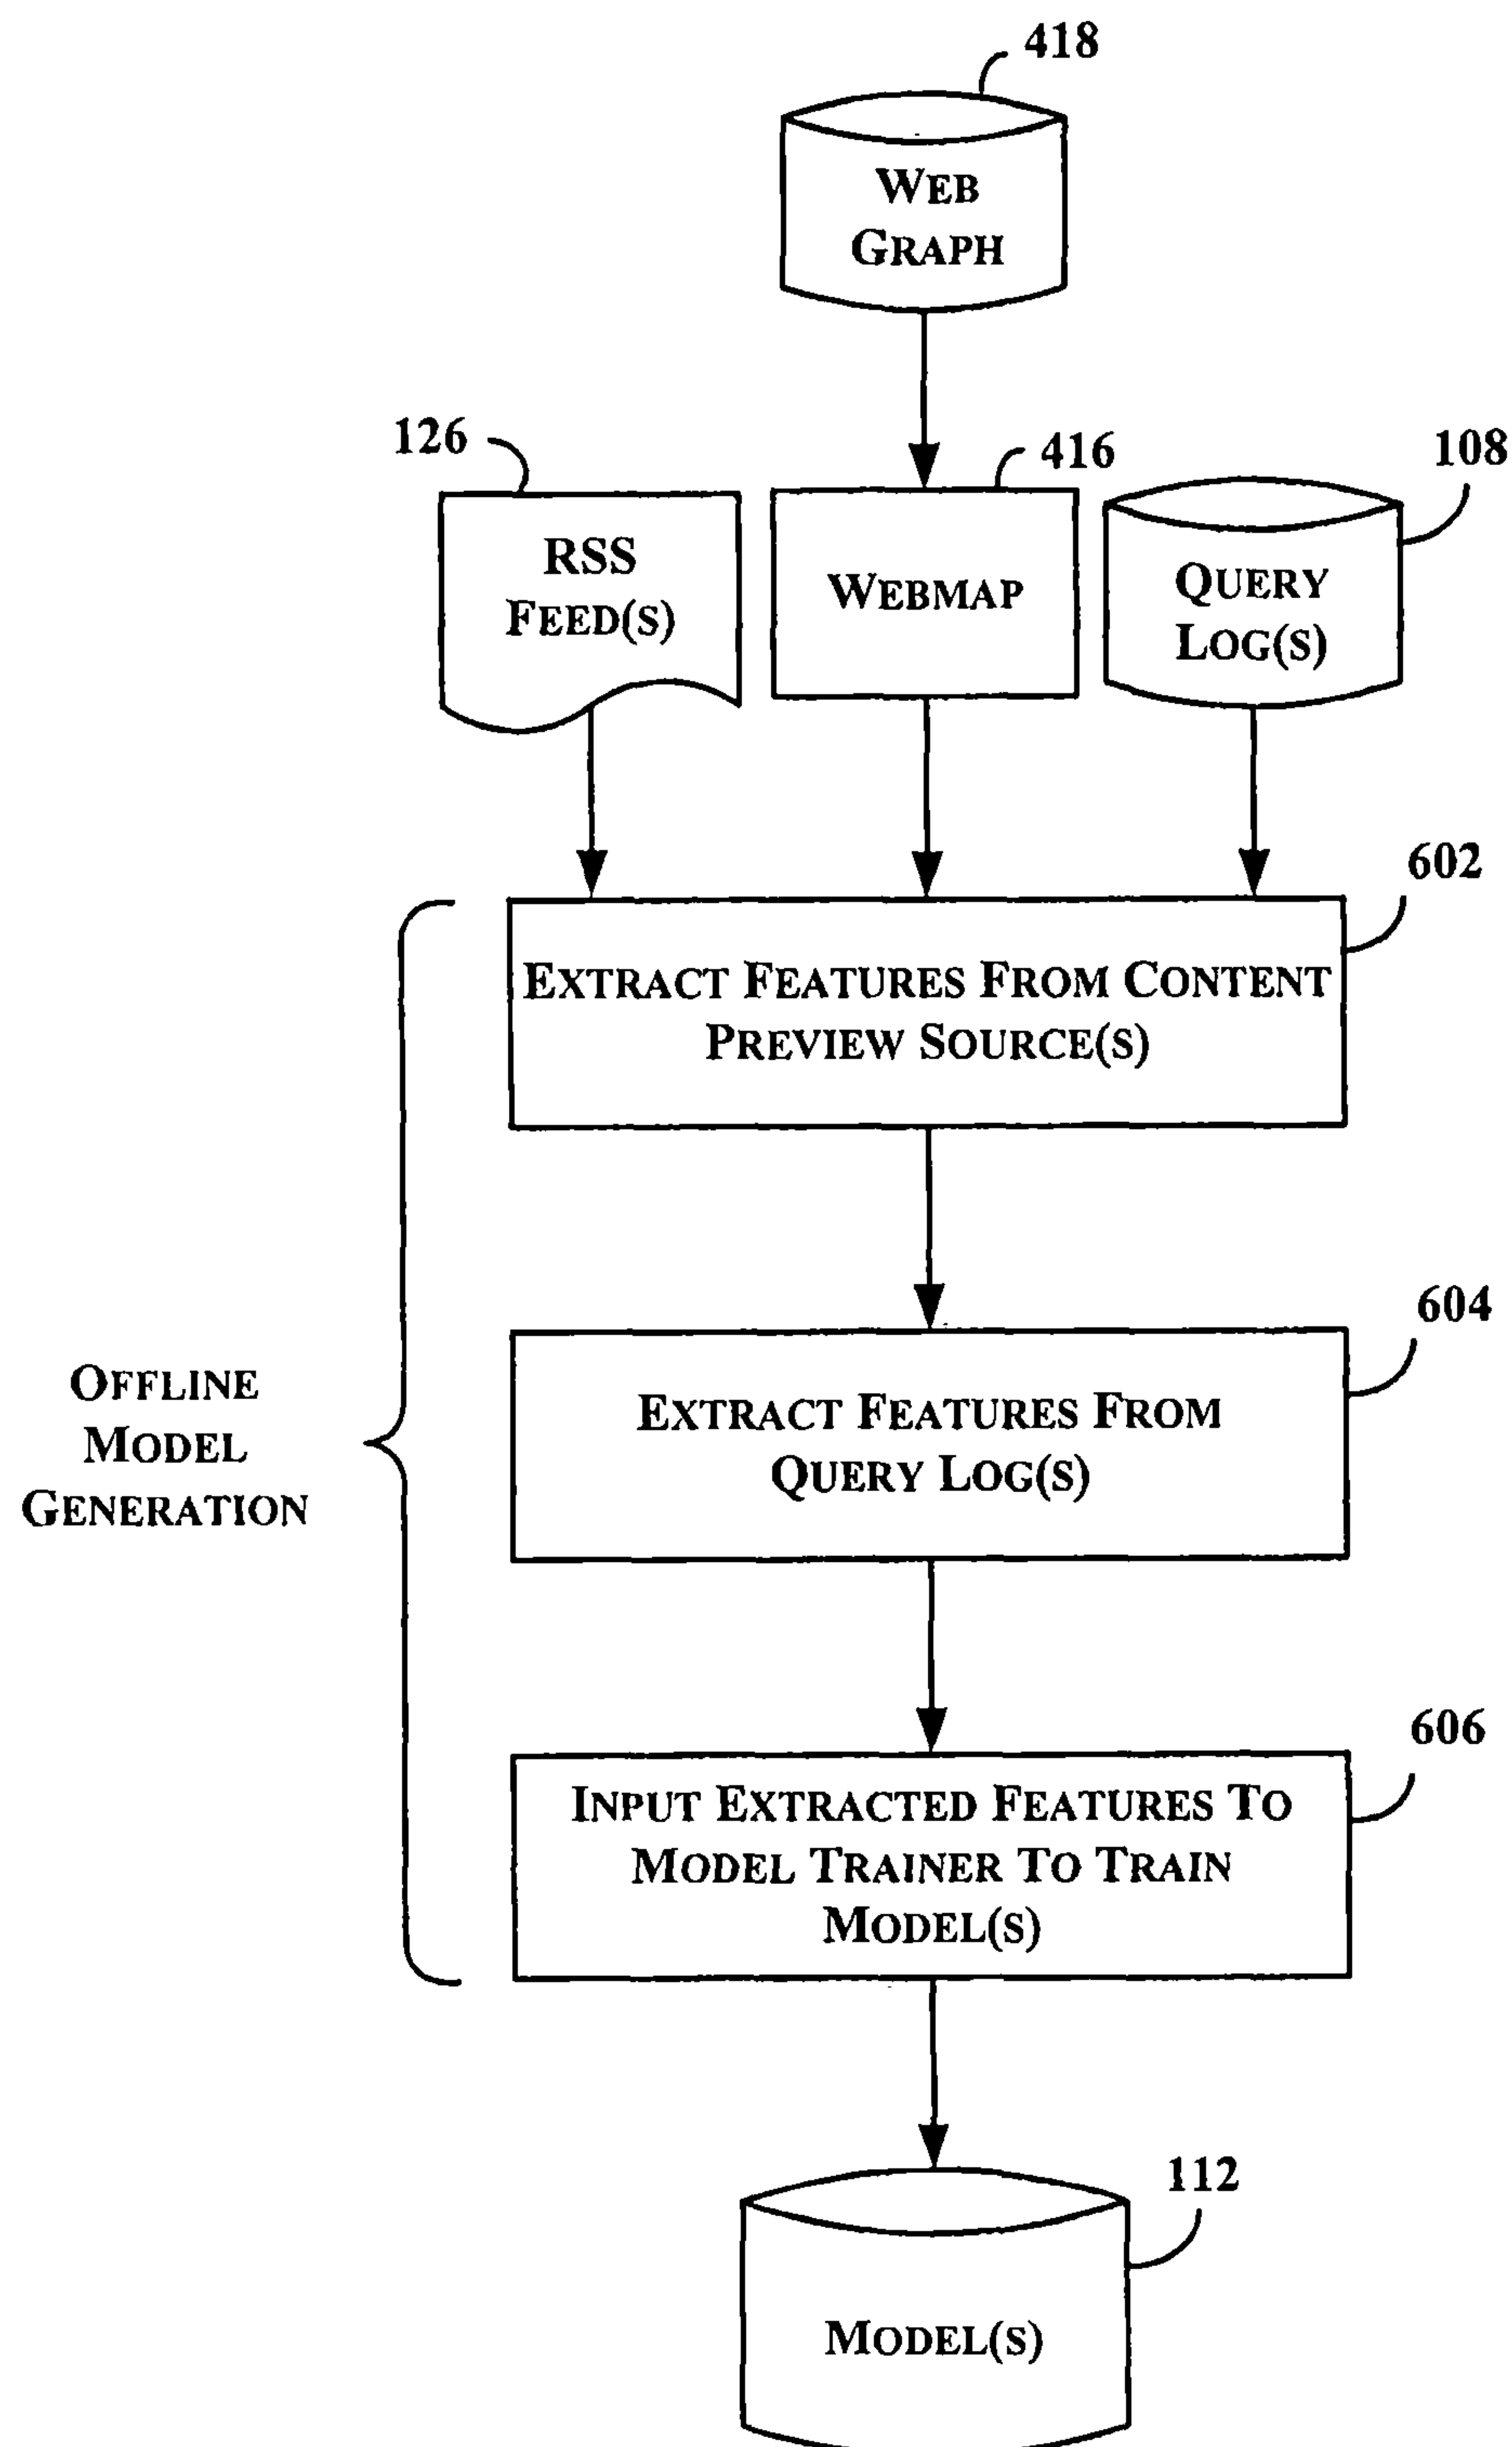 418
WEB
GRAPH
126
416
108
RSS
FEED(S)
WEBMAP
QUERY
LOG(S)
602
EXTRACT FEATURES FROM CONTENT
PREVIEW SOURCE(S)
604
EXTRACT FEATURES FROM
QUERY LOG(S)
OFFLINE
MODEL
GENERATION
606
INPUT EXTRACTED FEATURES TO
MODEL TRAINER TO TRAIN
MODEL(S)
112
MODEL(S)